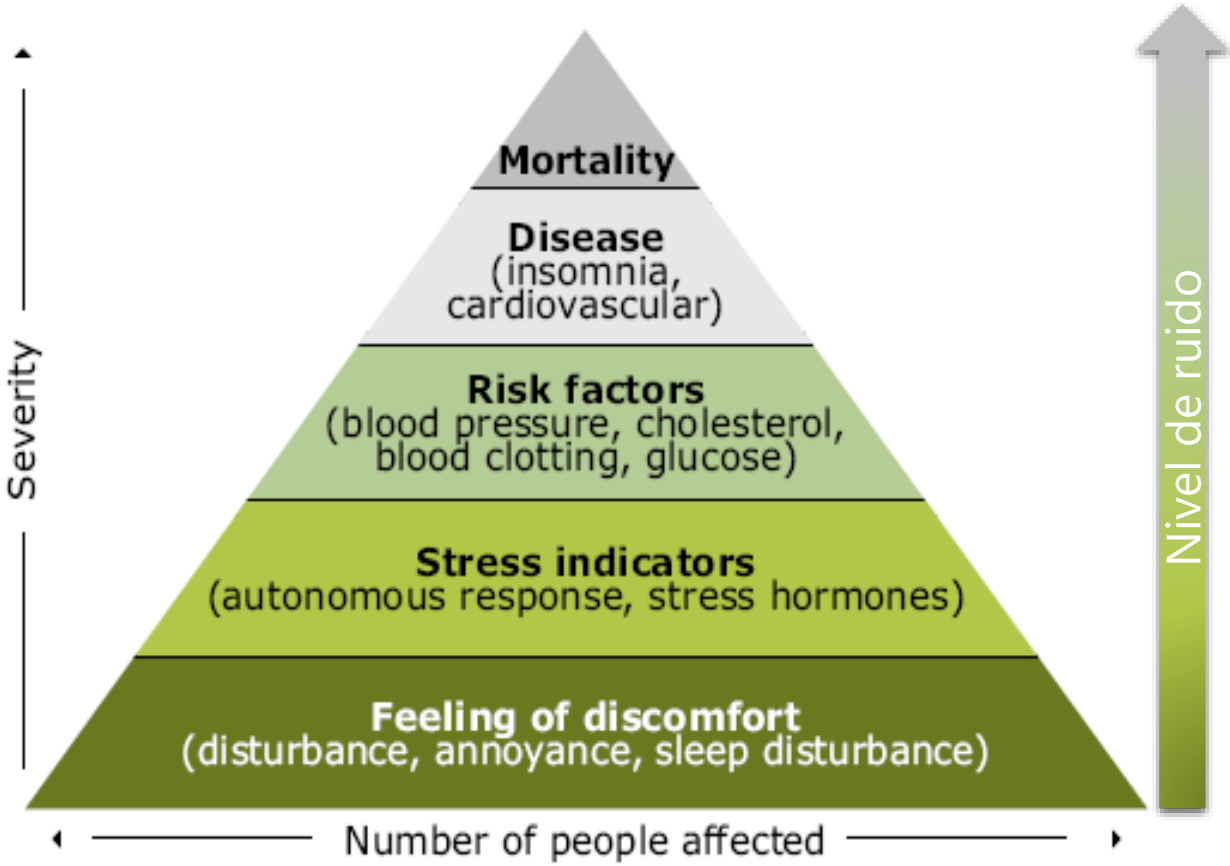 Mortality
Disease
(insomnia,
cardiovascular)
Risk factors
(blood pressure, cholesterol,
blood clotting, glucose)
Stress indicators
(autonomous response, stress hormones)
Feeling of discomfort
(disturbance, annoyance, sleep disturbance)
Severity
Number of people affected
Nivel de ruido